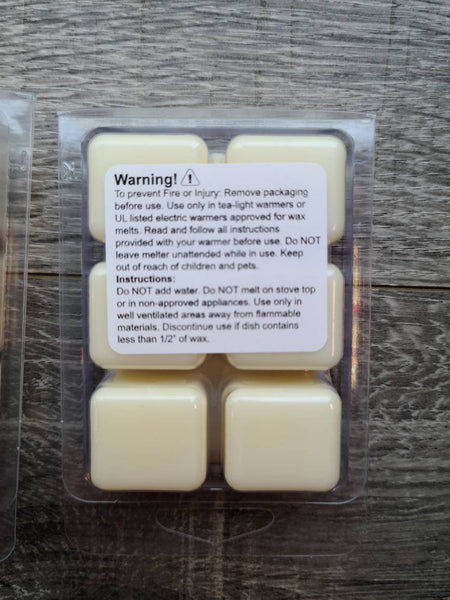 Warning! ⚠
To prevent Fire or Injury: Remove packaging
before use. Use only in tea-light warmers or
UL listed electric warmers approved for wax
melts. Read and follow all instructions
provided with your warmer before use. Do NOT
leave melter unattended while in use. Keep
out of reach of children and pets.
Instructions:
Do NOT add water. Do NOT melt on stove top
or in non-approved appliances. Use only in
well ventilated areas away from flammable
materials. Discontinue use if dish contains
less than 1/2" of wax.